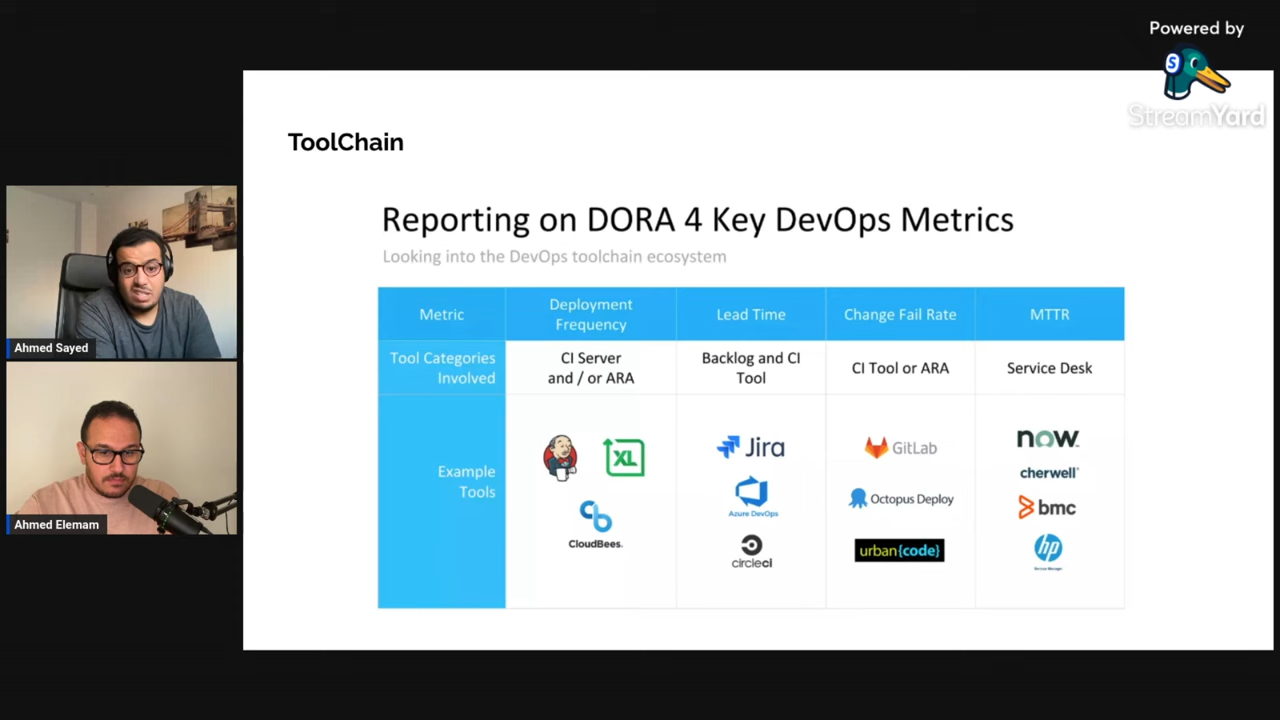 Powered by
S
StreamYard
ToolChain
Reporting on DORA 4 Key DevOps Metrics
Looking into the DevOps toolchain ecosystem
Metric
Deployment
Frequency
Lead Time
Change Fail Rate
MTTR
Tool Categories
Involved
CI Server
and / or ARA
Backlog and CI
Tool
CI Tool or ARA
Service Desk
Example
Tools
XL
CloudBees.
Jira
Azure DevOps
circleci
GitLab
Octopus Deploy
urban{code}
now.
cherwell
bmc
hp
Service Manager
Ahmed Sayed
Ahmed Elemam